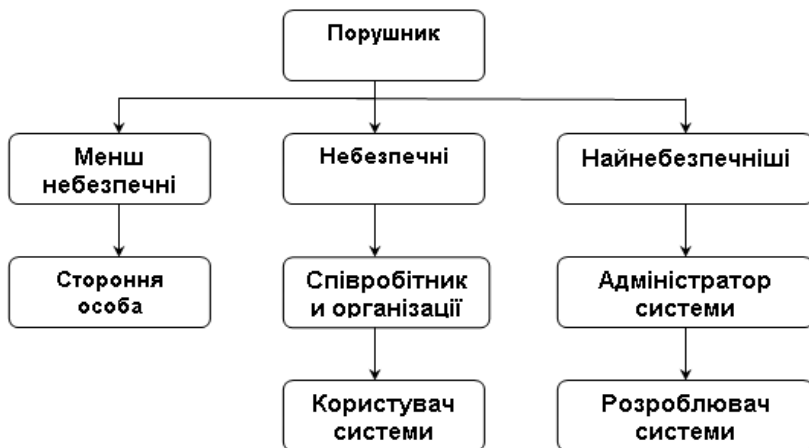 Порушник
Менш
небезпечні
Небезпечні
Найнебезпечніші
Стороння
особа
Співробітник
и організації
Адміністратор
системи
Користувач
системи
Розроблювач
системи